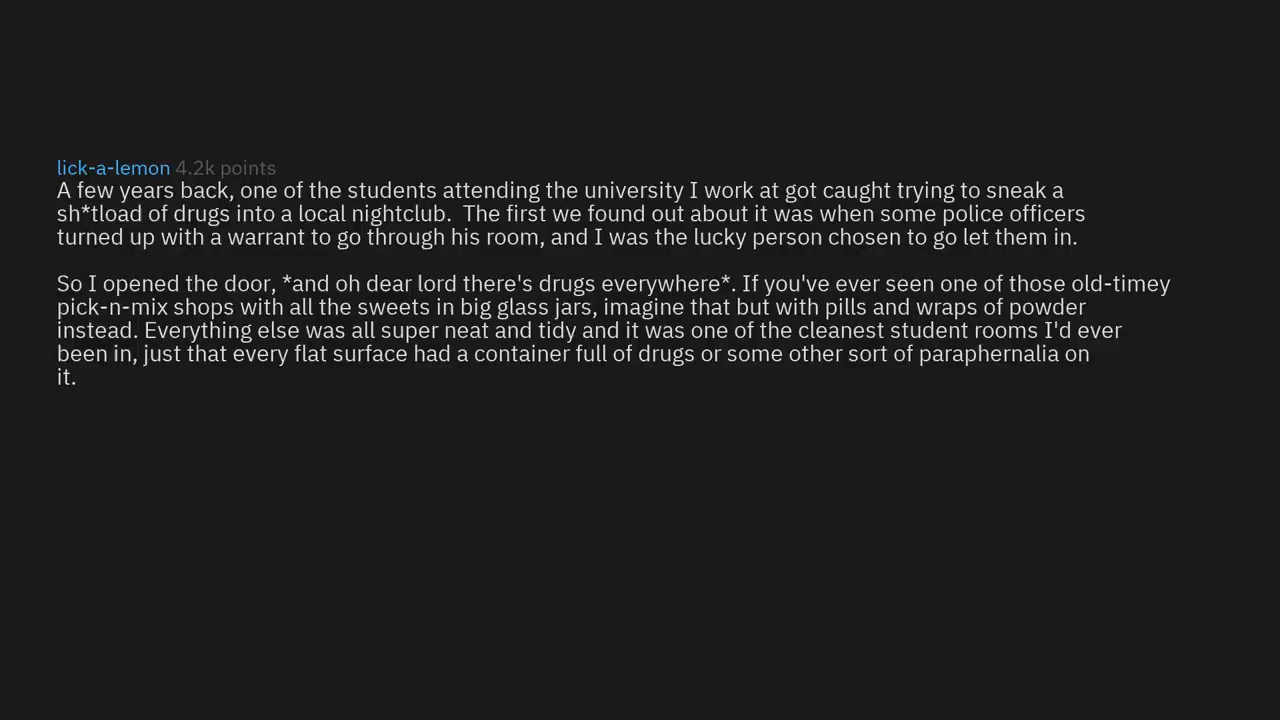 lick-a-lemon 4.2k points
A few years back, one of the students attending the university I work at got caught trying to sneak a
sh*tload of drugs into a local nightclub.  The first we found out about it was when some police officers
turned up with a warrant to go through his room, and I was the lucky person chosen to go let them in.
So I opened the door, *and oh dear lord there's drugs everywhere*. If you've ever seen one of those old-timey
pick-n-mix shops with all the sweets in big glass jars, imagine that but with pills and wraps of powder
instead. Everything else was all super neat and tidy and it was one of the cleanest student rooms I'd ever
been in, just that every flat surface had a container full of drugs or some other sort of paraphernalia on
it.